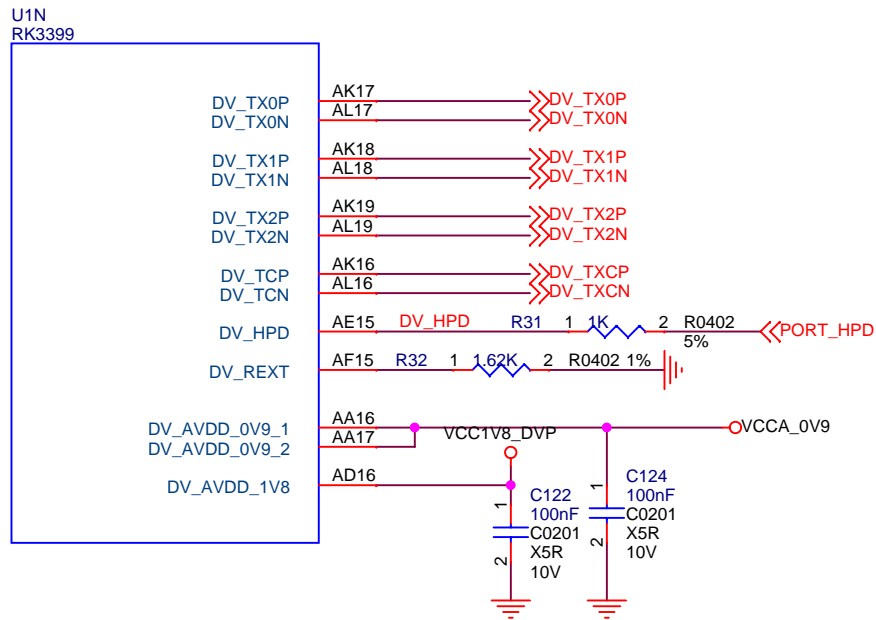 U1N
RK3399
DV_TX0P AK17 DV_TX0P
DV_TX0N AL17 DV_TX0N
DV_TX1P AK18 DV_TX1P
DV_TX1N AL18 DV_TX1N
DV_TX2P AK19 DV_TX2P
DV_TX2N AL19 DV_TX2N
DV_TCP AK16 DV_TXCP
DV_TCN AL16 DV_TXCN
DV_HPD AE15 DV_HPD R31 1 1K 2 R0402 PORT_HPD
5%
DV_REXT AF15 R32 1 1.62K 2 R0402 1%
DV_AVDD_0V9_1 AA16 VCCA_0V9
DV_AVDD_0V9_2 AA17 VCC1V8_DVP
DV_AVDD_1V8 AD16
1
2
C122
100nF
C0201
X5R
10V
1
2
C124
100nF
C0201
X5R
10V